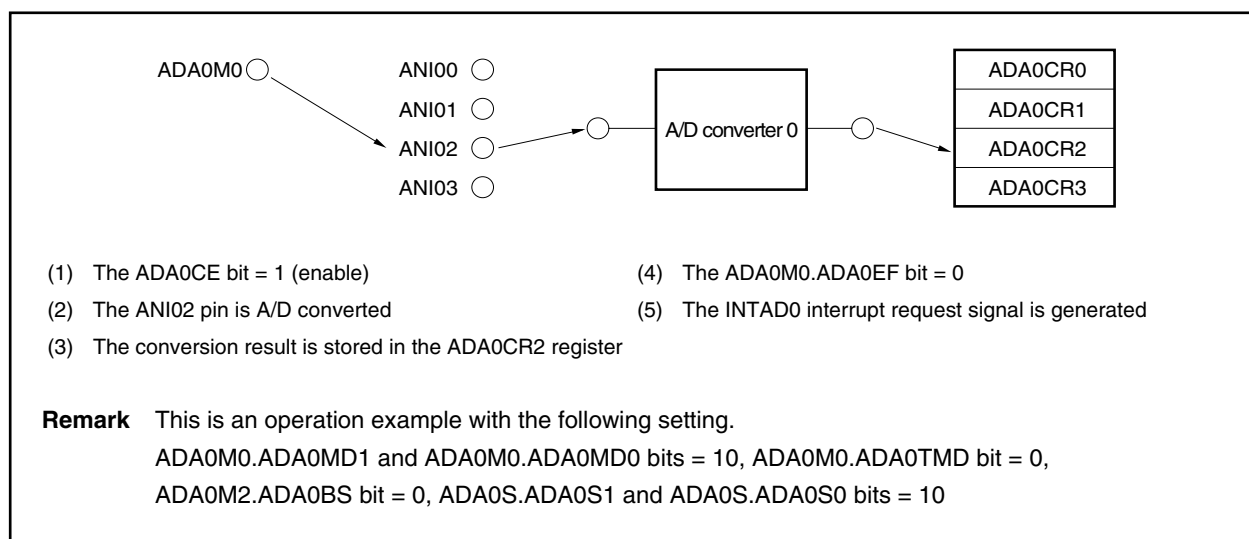 ADA0M0
ANI00
ANI01
ANI02
ANI03
A/D converter 0
ADA0CR0
ADA0CR1
ADA0CR2
ADA0CR3
(1) The ADA0CE bit = 1 (enable)
(2) The ANI02 pin is A/D converted
(3) The conversion result is stored in the ADA0CR2 register
(4) The ADA0M0.ADA0EF bit = 0
(5) The INTAD0 interrupt request signal is generated
Remark This is an operation example with the following setting.
ADA0M0.ADA0MD1 and ADA0M0.ADA0MD0 bits = 10, ADA0M0.ADA0TMD bit = 0,
ADA0M2.ADA0BS bit = 0, ADA0S.ADA0S1 and ADA0S.ADA0S0 bits = 10